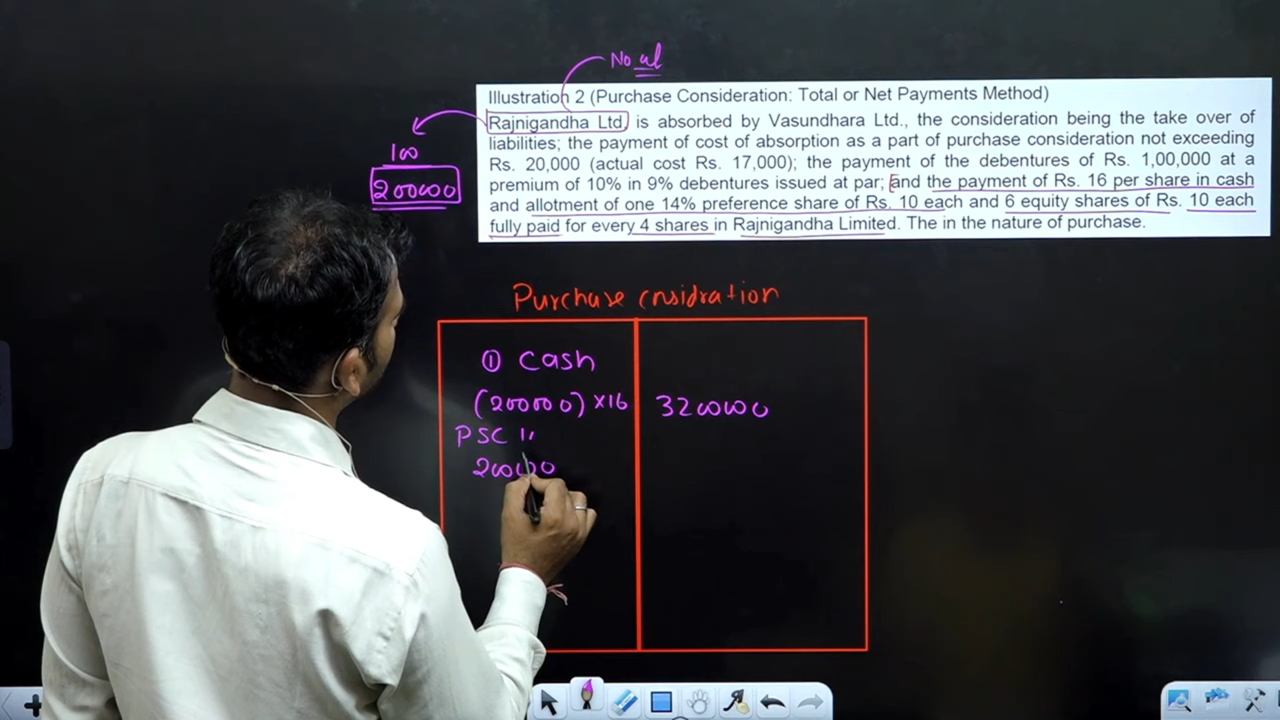 No al
Illustration 2 (Purchase Consideration: Total or Net Payments Method)
Rajnigandha Ltd. is absorbed by Vasundhara Ltd., the consideration being the take over of
liabilities; the payment of cost of absorption as a part of purchase consideration not exceeding
Rs. 20,000 (actual cost Rs. 17,000); the payment of the debentures of Rs. 1,00,000 at a
premium of 10% in 9% debentures issued at par; and the payment of Rs. 16 per share in cash
and allotment of one 14% preference share of Rs. 10 each and 6 equity shares of Rs. 10 each
fully paid for every 4 shares in Rajnigandha Limited. The in the nature of purchase.
100
200000
Purchase cnsidration
① Cash
(200000) ×16 3200000
PSC
200000